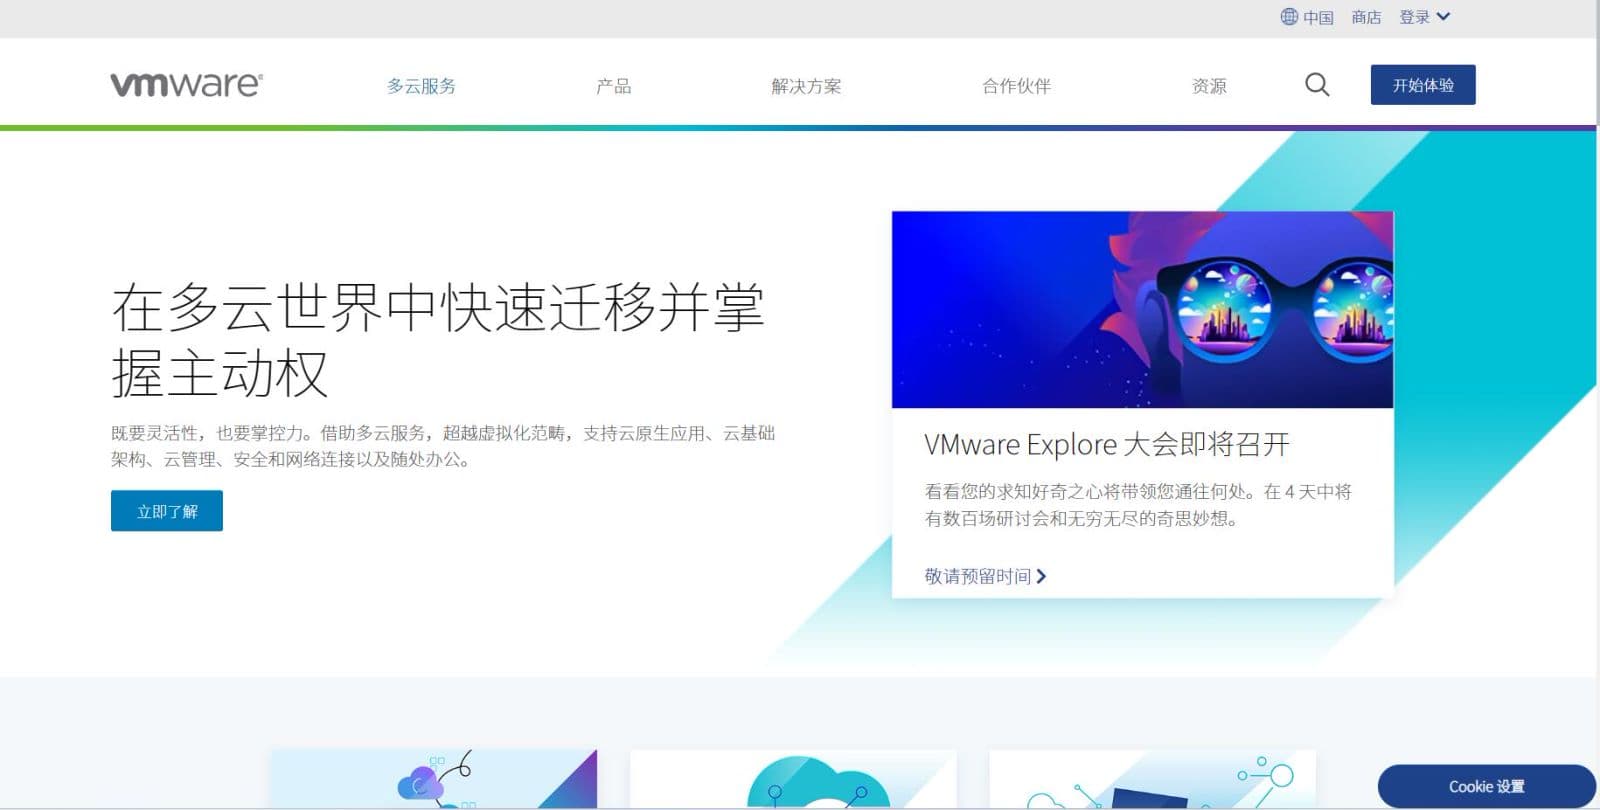 中国 商店 登录
vmware®
多云服务 产品 解决方案 合作伙伴 资源 开始体验
在多云世界中快速迁移并掌
握主动权
既要灵活性，也要掌控力。借助多云服务，超越虚拟化范畴，支持云原生应用、云基础
架构、云管理、安全和网络连接以及随处办公。
立即了解
VMware Explore 大会即将召开
看看您的求知好奇之心将带领您通往何处。在 4 天中将
有数百场研讨会和无穷无尽的奇思妙想。
敬请预留时间
Cookie 设置